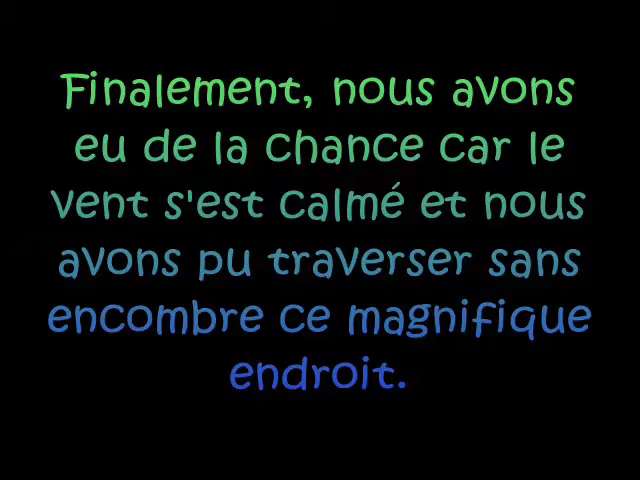 Finalement, nous avons
eu de la chance car le
vent s'est calmé et nous
avons pu traverser sans
encombre ce magnifique
endroit.